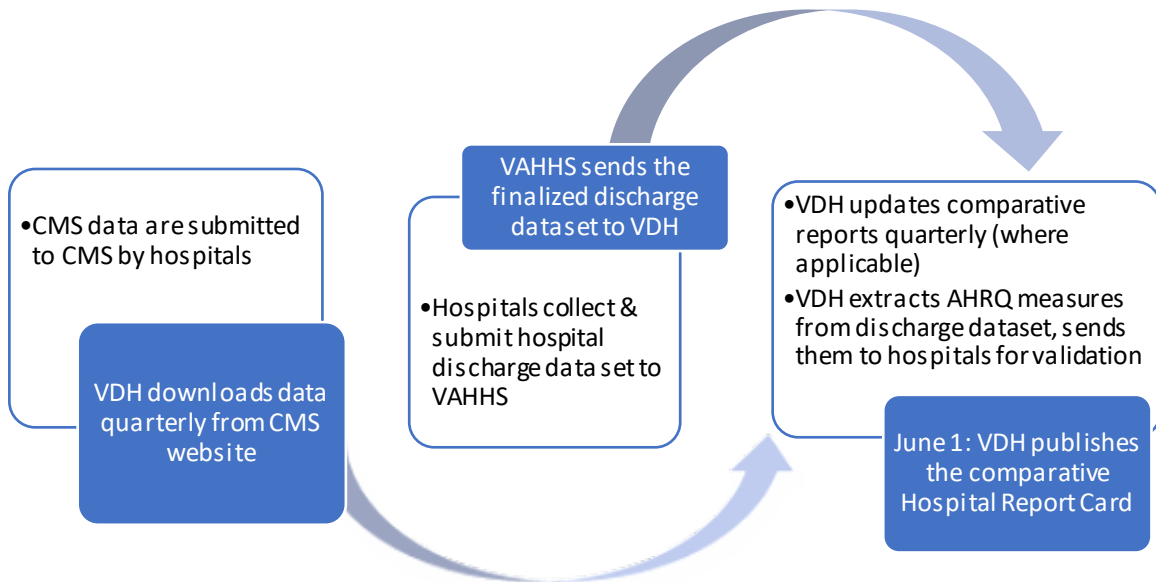 •CMS data are submitted
to CMS by hospitals
VDH downloads data
quarterly from CMS
website
VAHHS sends the
finalized discharge
dataset to VDH
•Hospitals collect &
submit hospital
discharge data set to
VAHHS
•VDH updates comparative
reports quarterly (where
applicable)
•VDH extracts AHRQ measures
from discharge dataset, sends
them to hospitals for validation
June 1: VDH publishes
the comparative
Hospital Report Card